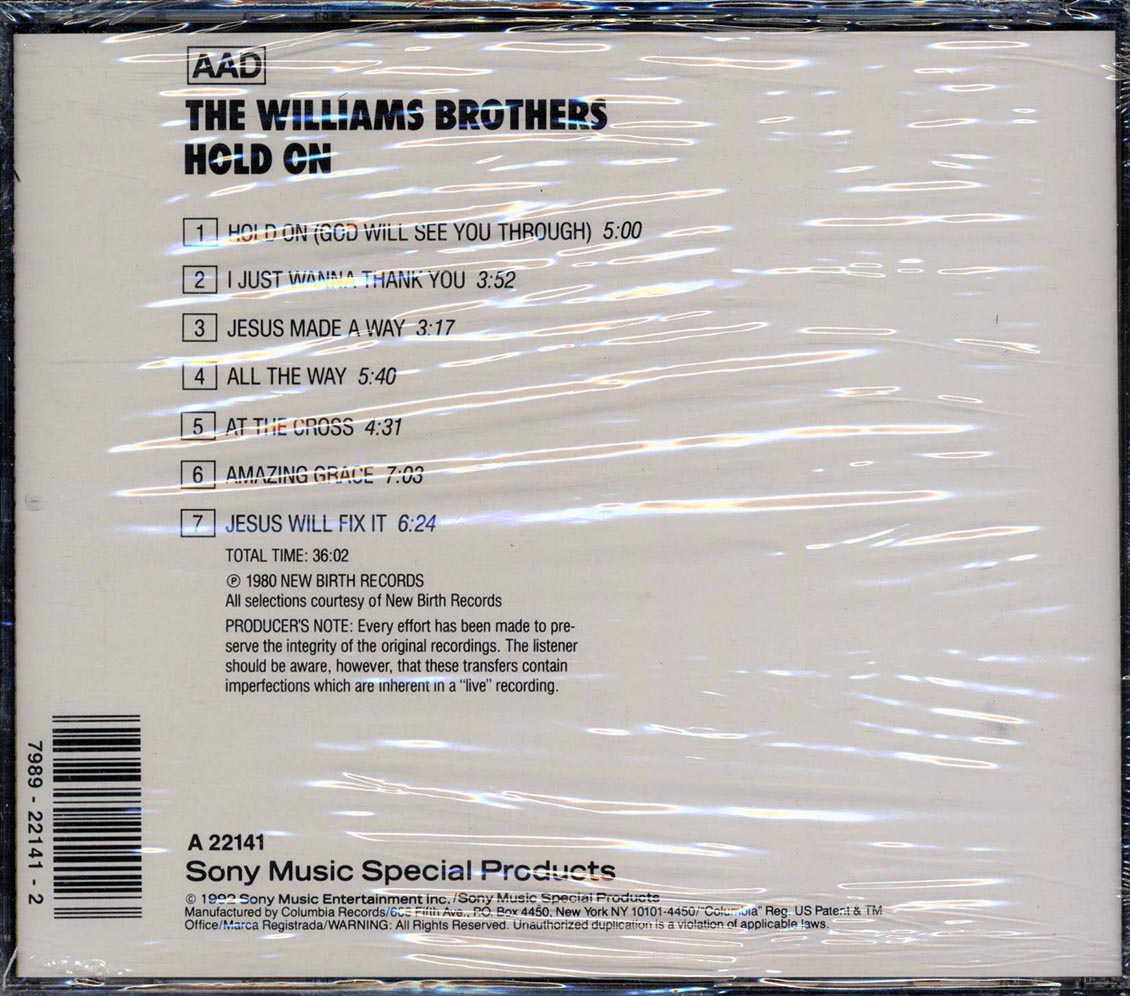 AAD
THE WILLIAMS BROTHERS
HOLD ON
1 HOLD ON (GOD WILL SEE YOU THROUGH) 5:00
2 I JUST WANNA THANK YOU 3:52
3 JESUS MADE A WAY 3:17
4 ALL THE WAY 5:40
5 AT THE CROSS 4:31
6 AMAZING GRACE 7:03
7 JESUS WILL FIX IT 6:24
TOTAL TIME: 36:02
℗ 1980 NEW BIRTH RECORDS
All selections courtesy of New Birth Records
PRODUCER'S NOTE: Every effort has been made to pre-
serve the integrity of the original recordings. The listener
should be aware, however, that these transfers contain
imperfections which are inherent in a "live" recording.
7989 - 22141 - 2
A 22141
Sony Music Special Products
© 1992 Sony Music Entertainment Inc./Sony Music Special Products
Manufactured by Columbia Records/666 Fifth Ave., P.O. Box 4450, New York NY 10101-4450/"Columbia" Reg. US Patent & TM
Office/Marca Registrada/WARNING: All Rights Reserved. Unauthorized duplication is a violation of applicable laws.